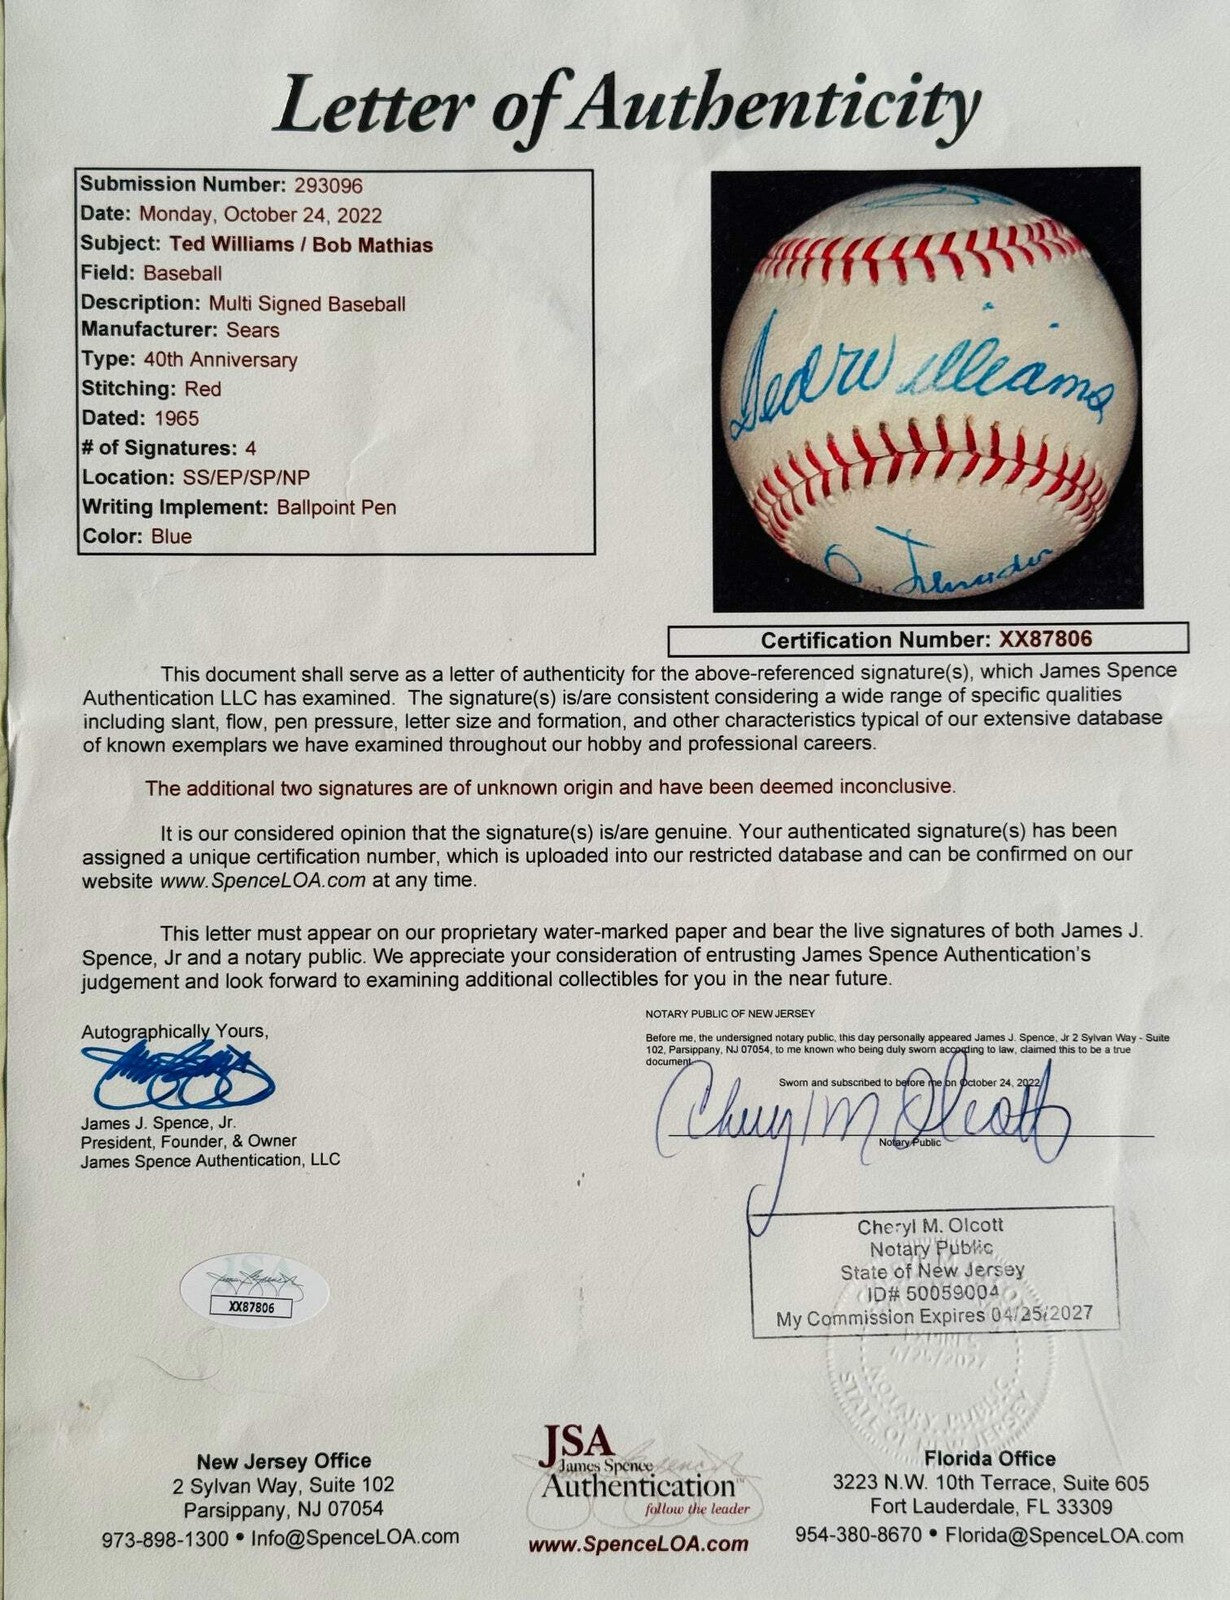 Letter of Authenticity
Submission Number: 293096
Date: Monday, October 24, 2022
Subject: Ted Williams / Bob Mathias
Field: Baseball
Description: Multi Signed Baseball
Manufacturer: Sears
Type: 40th Anniversary
Stitching: Red
Dated: 1965
# of Signatures: 4
Location: SS/EP/SP/NP
Writing Implement: Ballpoint Pen
Color: Blue
Ted Williams
Certification Number: XX87806
This document shall serve as a letter of authenticity for the above-referenced signature(s), which James Spence
Authentication LLC has examined. The signature(s) is/are consistent considering a wide range of specific qualities
including slant, flow, pen pressure, letter size and formation, and other characteristics typical of our extensive database
of known exemplars we have examined throughout our hobby and professional careers.
The additional two signatures are of unknown origin and have been deemed inconclusive.
It is our considered opinion that the signature(s) is/are genuine. Your authenticated signature(s) has been
assigned a unique certification number, which is uploaded into our restricted database and can be confirmed on our
website www.SpenceLOA.com at any time.
This letter must appear on our proprietary water-marked paper and bear the live signatures of both James J.
Spence, Jr and a notary public. We appreciate your consideration of entrusting James Spence Authentication's
judgement and look forward to examining additional collectibles for you in the near future.
Autographically Yours,
James J. Spence, Jr.
President, Founder, & Owner
James Spence Authentication, LLC
NOTARY PUBLIC OF NEW JERSEY
Before me, the undersigned notary public, this day personally appeared James J. Spence, Jr 2 Sylvan Way - Suite
102, Parsippany, NJ 07054, to me known who being duly sworn according to law, claimed this to be a true
document.
Sworn and subscribed to before me on October 24, 2022
Cheryl M Olcott
Notary Public
Cheryl M. Olcott
Notary Public
State of New Jersey
ID# 50059004
My Commission Expires 04/25/2027
EXPIRES
4/25/2027
NOTARY PUBLIC
STATE OF NEW JERSEY
JSA
XX87806
New Jersey Office
2 Sylvan Way, Suite 102
Parsippany, NJ 07054
973-898-1300 • Info@SpenceLOA.com
JSA
James Spence
Authentication™
follow the leader
www.SpenceLOA.com
Florida Office
3223 N.W. 10th Terrace, Suite 605
Fort Lauderdale, FL 33309
954-380-8670 • Florida@SpenceLOA.com